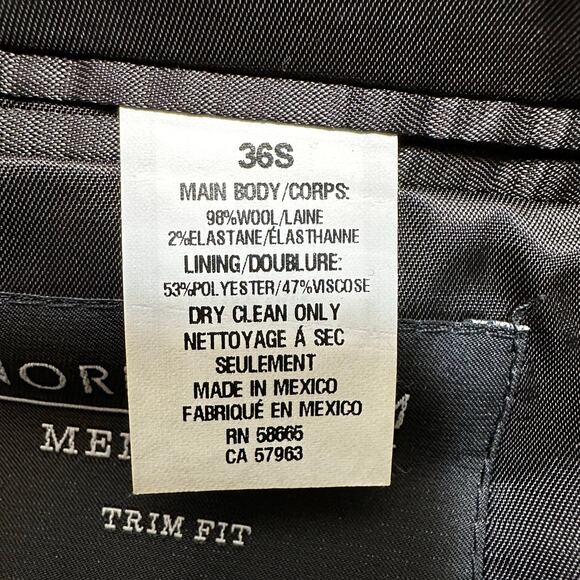 36S
MAIN BODY/CORPS:
98%WOOL/LAINE
2%ELASTANE/ÉLASTHANNE
LINING/DOUBLURE:
53%POLYESTER/47%VISCOSE
DRY CLEAN ONLY
NETTOYAGE Á SEC
SEULEMENT
MADE IN MEXICO
FABRIQUÉ EN MEXICO
RN 58665
CA 57963
TRIM FIT